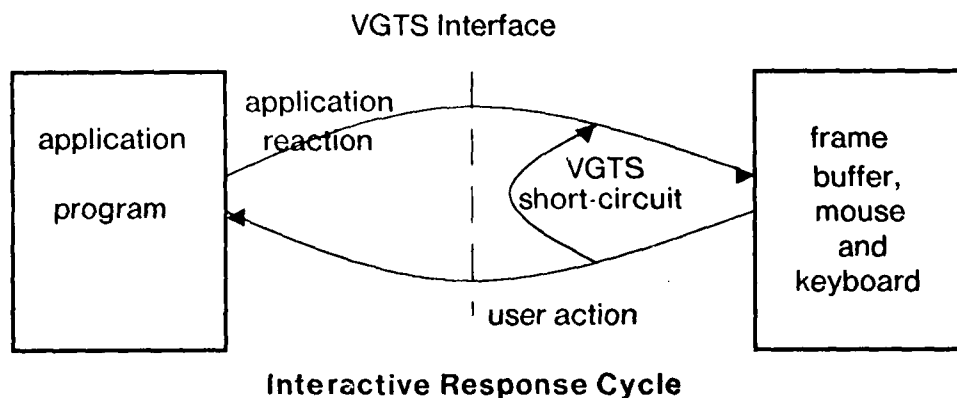 VGTS Interface
application
reaction
application
program
VGTS
short-circuit
frame
buffer,
mouse
and
keyboard
user action
Interactive Response Cycle